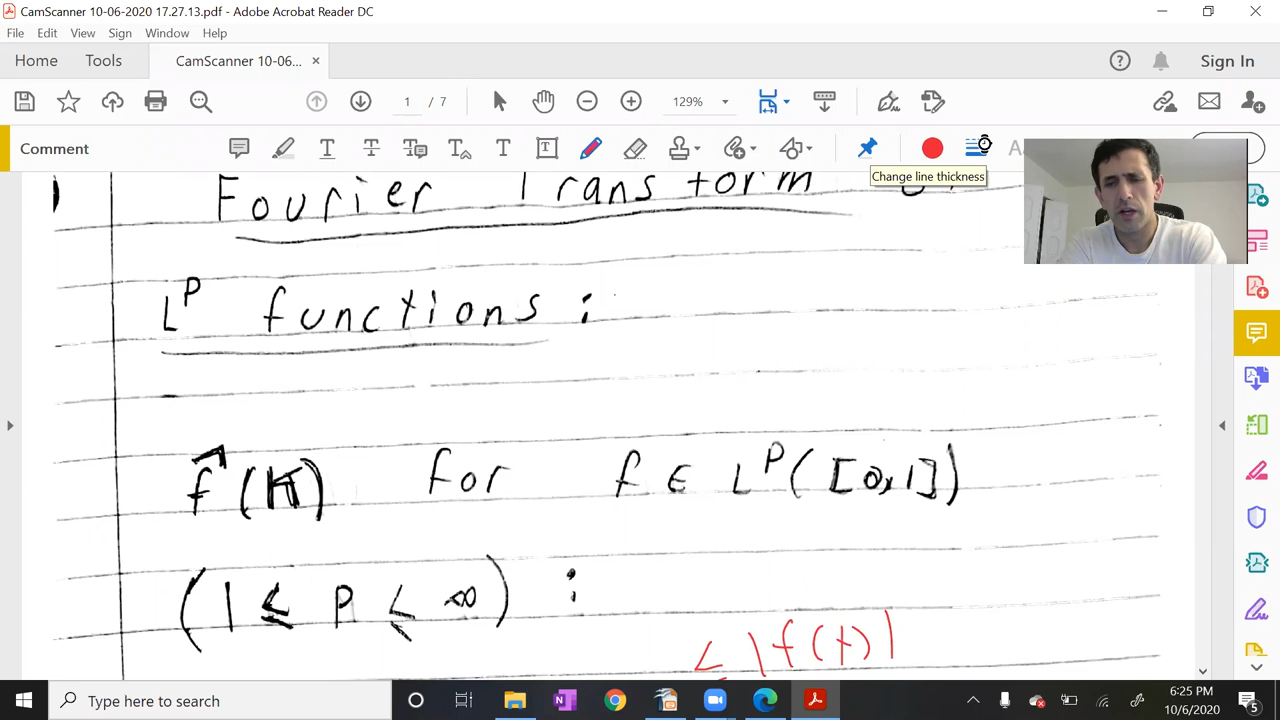 CamScanner 10-06-2020 17.27.13.pdf - Adobe Acrobat Reader DC
File Edit View Sign Window Help
Home Tools CamScanner 10-06... × Sign In
1 / 7 129%
Comment
Change line thickness
Fourier Transform
L^P functions :
f̂(k) for f ∈ L^P([0,1])
(1 ≤ P ≤ ∞) :
≤ |f(t)|
Type here to search
6:25 PM
10/6/2020
5